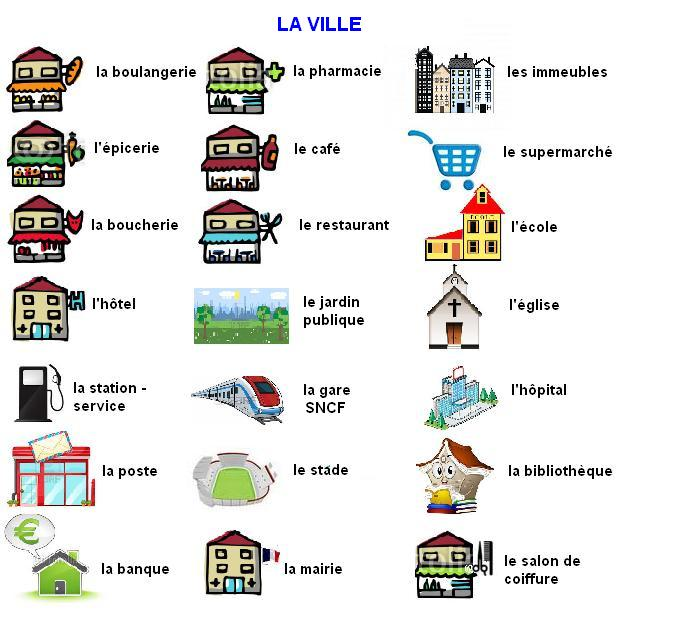 LA VILLE
la boulangerie
la pharmacie
les immeubles
l'épicerie
le café
le supermarché
la boucherie
le restaurant
ECOLE
l'école
H
l'hôtel
le jardin
publique
l'église
la station -
service
la gare
SNCF
l'hôpital
la poste
le stade
la bibliothèque
€
la banque
la mairie
le salon de
coiffure